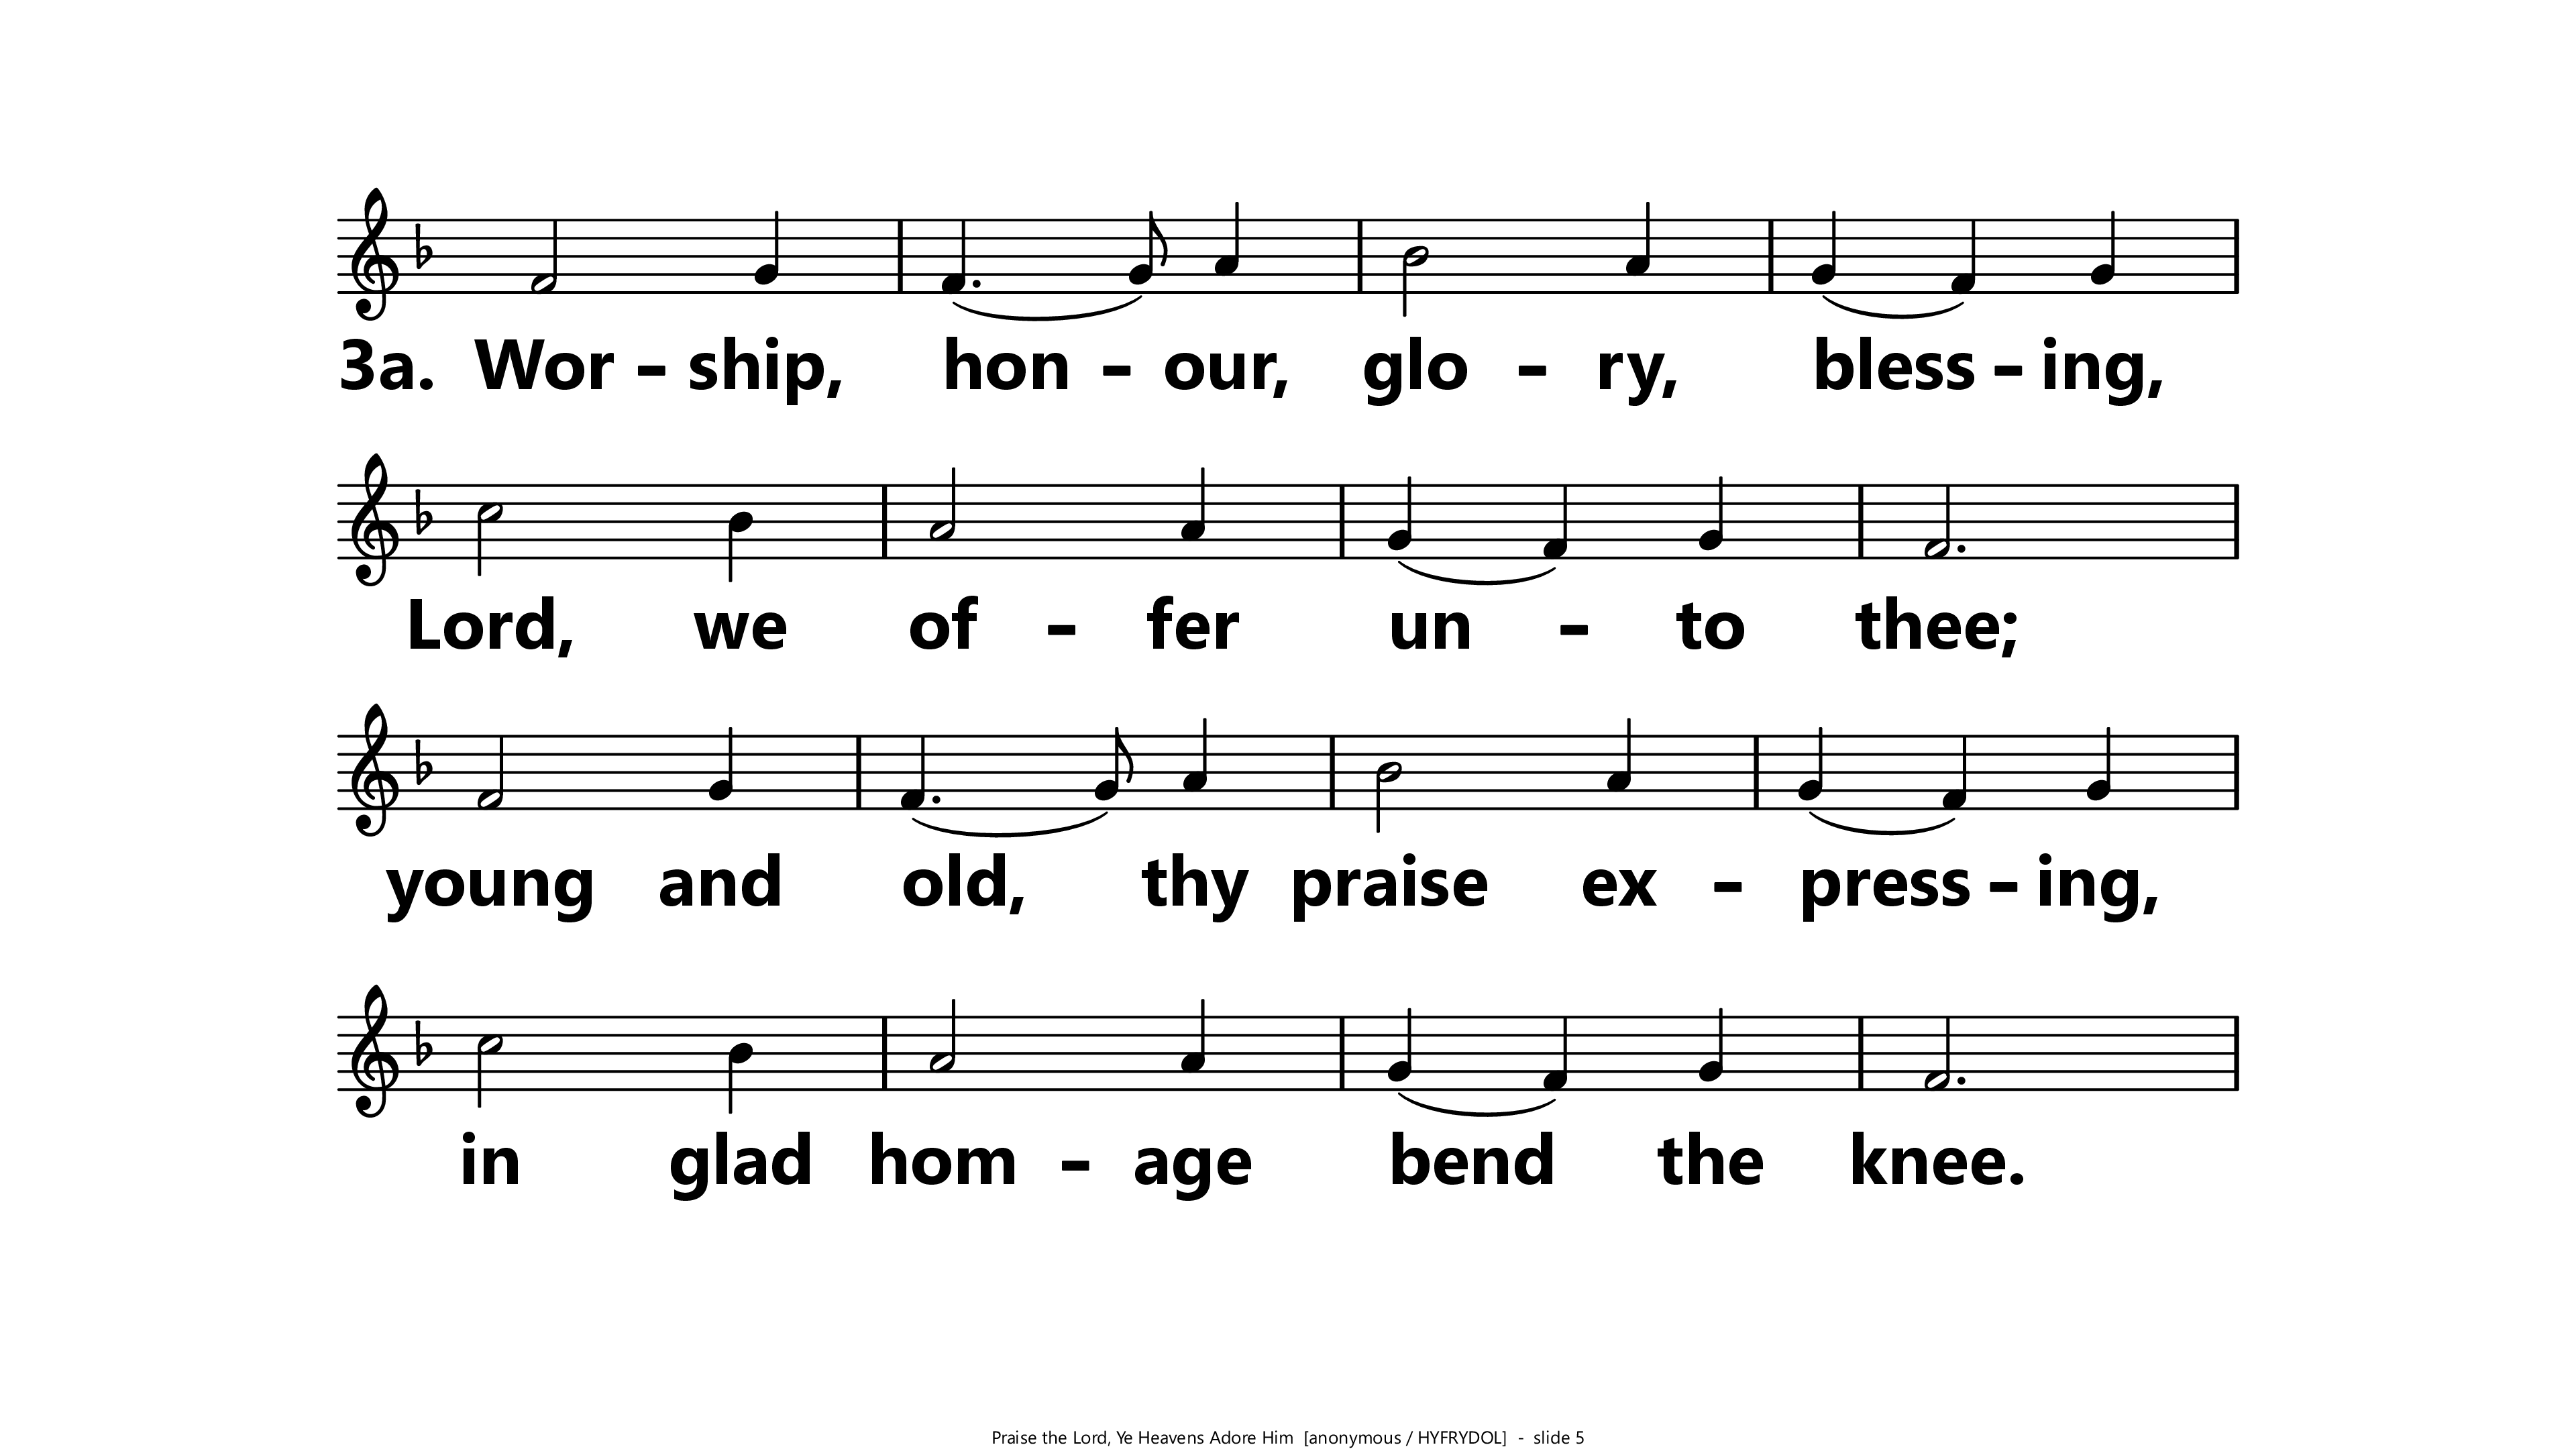 3a. Wor – ship, hon – our, glo – ry, bless – ing,
Lord, we of – fer un – to thee;
young and old, thy praise ex – press – ing,
in glad hom – age bend the knee.
Praise the Lord, Ye Heavens Adore Him [anonymous / HYFRYDOL] - slide 5